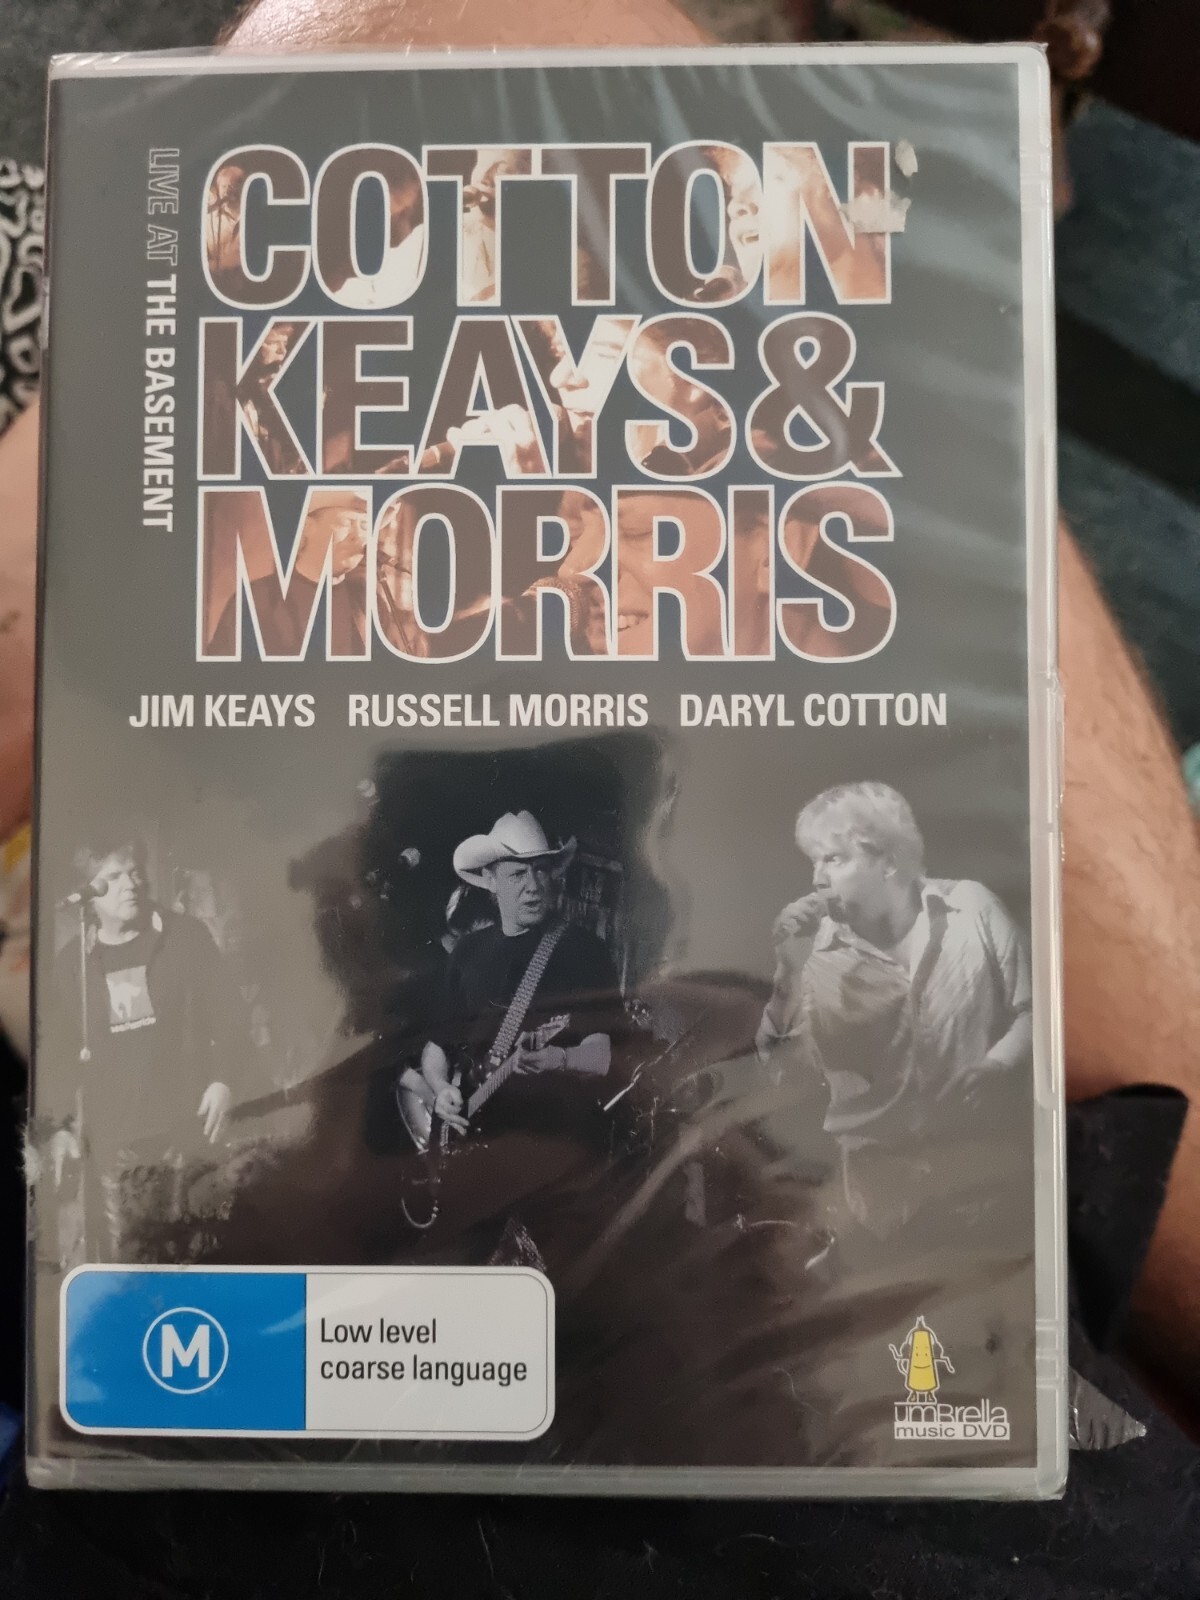 LIVE AT THE BASEMENT
COTTON
KEAYS &
MORRIS
JIM KEAYS RUSSELL MORRIS DARYL COTTON
M
Low level
coarse language
umBrella
music DVD